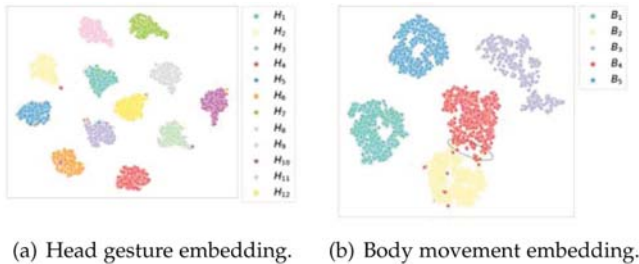 H1
H2
H3
H4
H5
H6
H7
H8
H9
H10
H11
H12
B1
B2
B3
B4
B5
(a) Head gesture embedding.
(b) Body movement embedding.